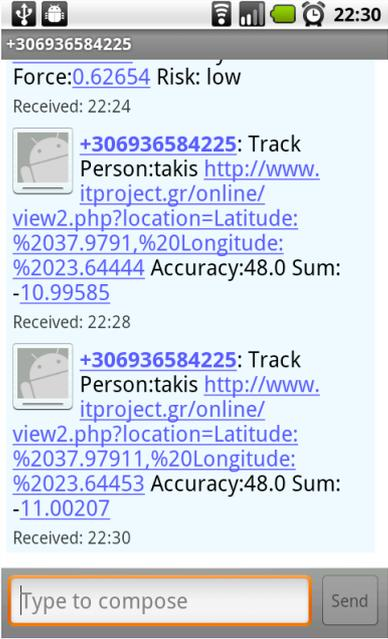 22:30
+306936584225
Force:0.62654 Risk: low
Received: 22:24
+306936584225: Track
Person:takis http://www.
itproject.gr/online/
view2.php?location=Latitude:
%2037.9791,%20Longitude:
%2023.64444 Accuracy:48.0 Sum:
-10.99585
Received: 22:28
+306936584225: Track
Person:takis http://www.
itproject.gr/online/
view2.php?location=Latitude:
%2037.97911,%20Longitude:
%2023.64453 Accuracy:48.0 Sum:
-11.00207
Received: 22:30
Type to compose
Send